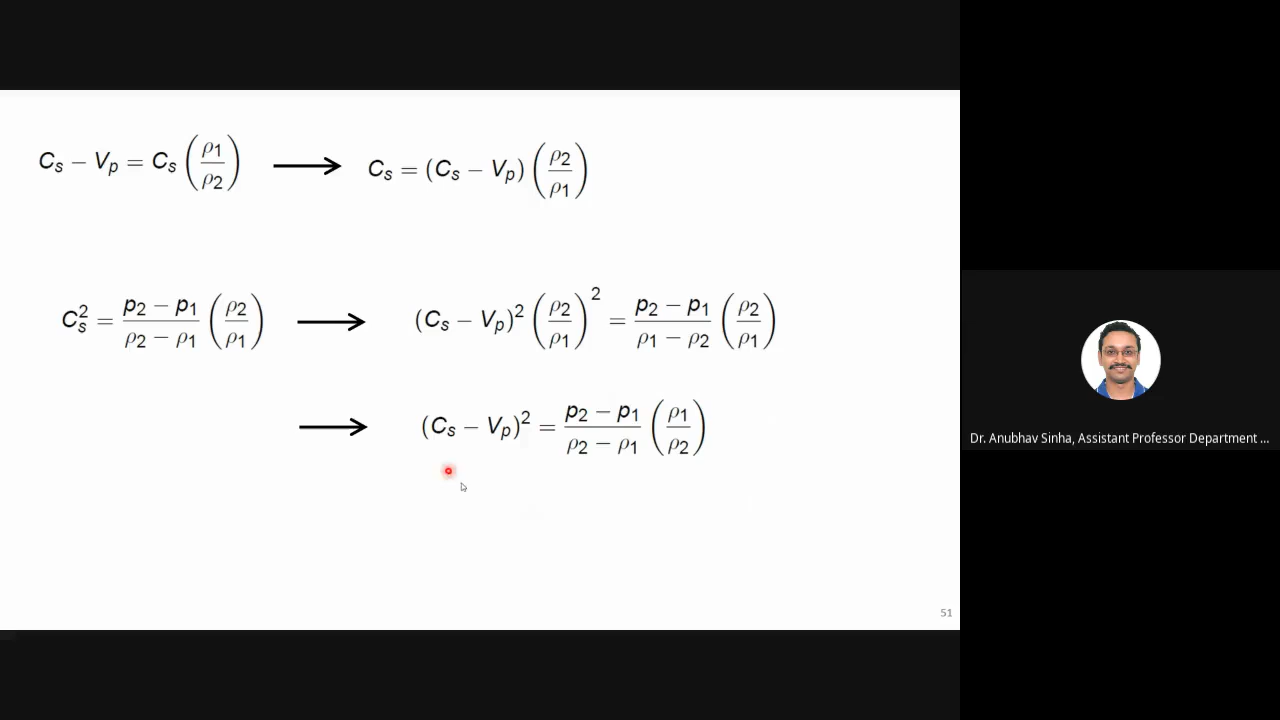 C_s − V_p = C_s (ρ1/ρ2) ⟶ C_s = (C_s − V_p) (ρ2/ρ1)
C_s^2 = (p2 − p1)/(ρ2 − ρ1) (ρ2/ρ1) ⟶ (C_s − V_p)^2 (ρ2/ρ1)^2 = (p2 − p1)/(ρ1 − ρ2) (ρ2/ρ1)
⟶ (C_s − V_p)^2 = (p2 − p1)/(ρ2 − ρ1) (ρ1/ρ2)
51
Dr. Anubhav Sinha, Assistant Professor Department ...